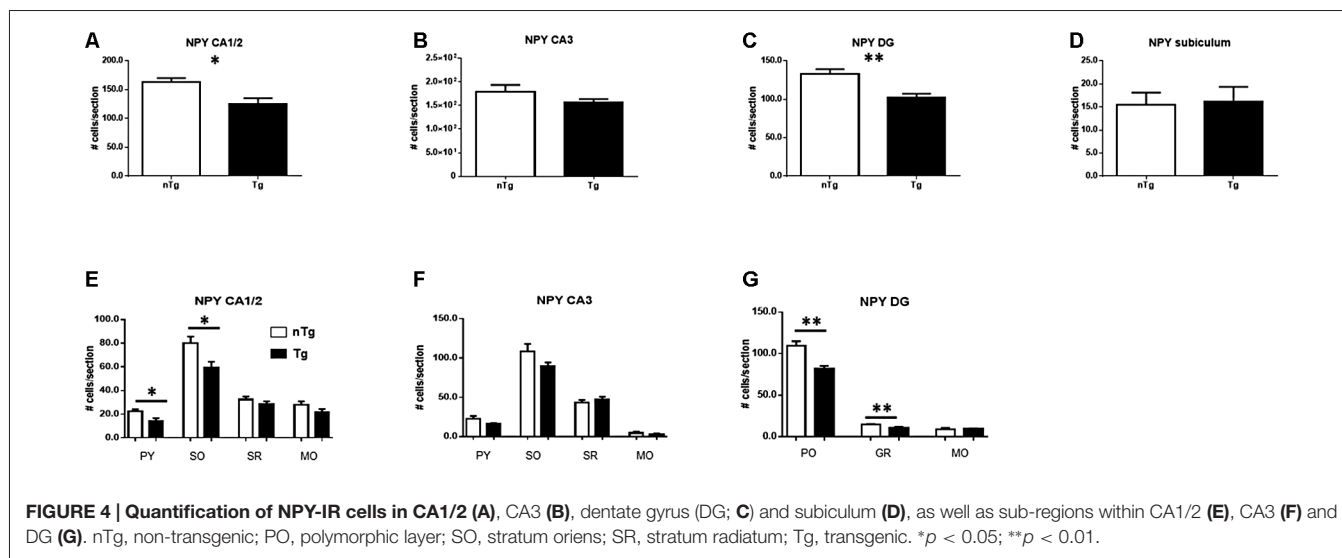 A
NPY CA1/2
*
# cells/section
200.0
150.0
100.0
50.0
0.0
nTg
Tg
B
NPY CA3
# cells/section
2.5×10²
2.0×10²
1.5×10²
1.0×10²
5.0×10¹
0
nTg
Tg
C
NPY DG
**
# cells/section
150.0
100.0
50.0
0.0
nTg
Tg
D
NPY subiculum
# cells/section
25.0
20.0
15.0
10.0
5.0
0.0
nTg
Tg
E
NPY CA1/2
# cells/section
100.0
80.0
60.0
40.0
20.0
0.0
*
*
nTg
Tg
PY SO SR MO
F
NPY CA3
# cells/section
150.0
100.0
50.0
0.0
PY SO SR MO
G
NPY DG
# cells/section
150.0
100.0
50.0
0.0
**
**
PO GR MO
FIGURE 4 | Quantification of NPY-IR cells in CA1/2 (A), CA3 (B), dentate gyrus (DG; C) and subiculum (D), as well as sub-regions within CA1/2 (E), CA3 (F) and
DG (G). nTg, non-transgenic; PO, polymorphic layer; SO, stratum oriens; SR, stratum radiatum; Tg, transgenic. *p < 0.05; **p < 0.01.